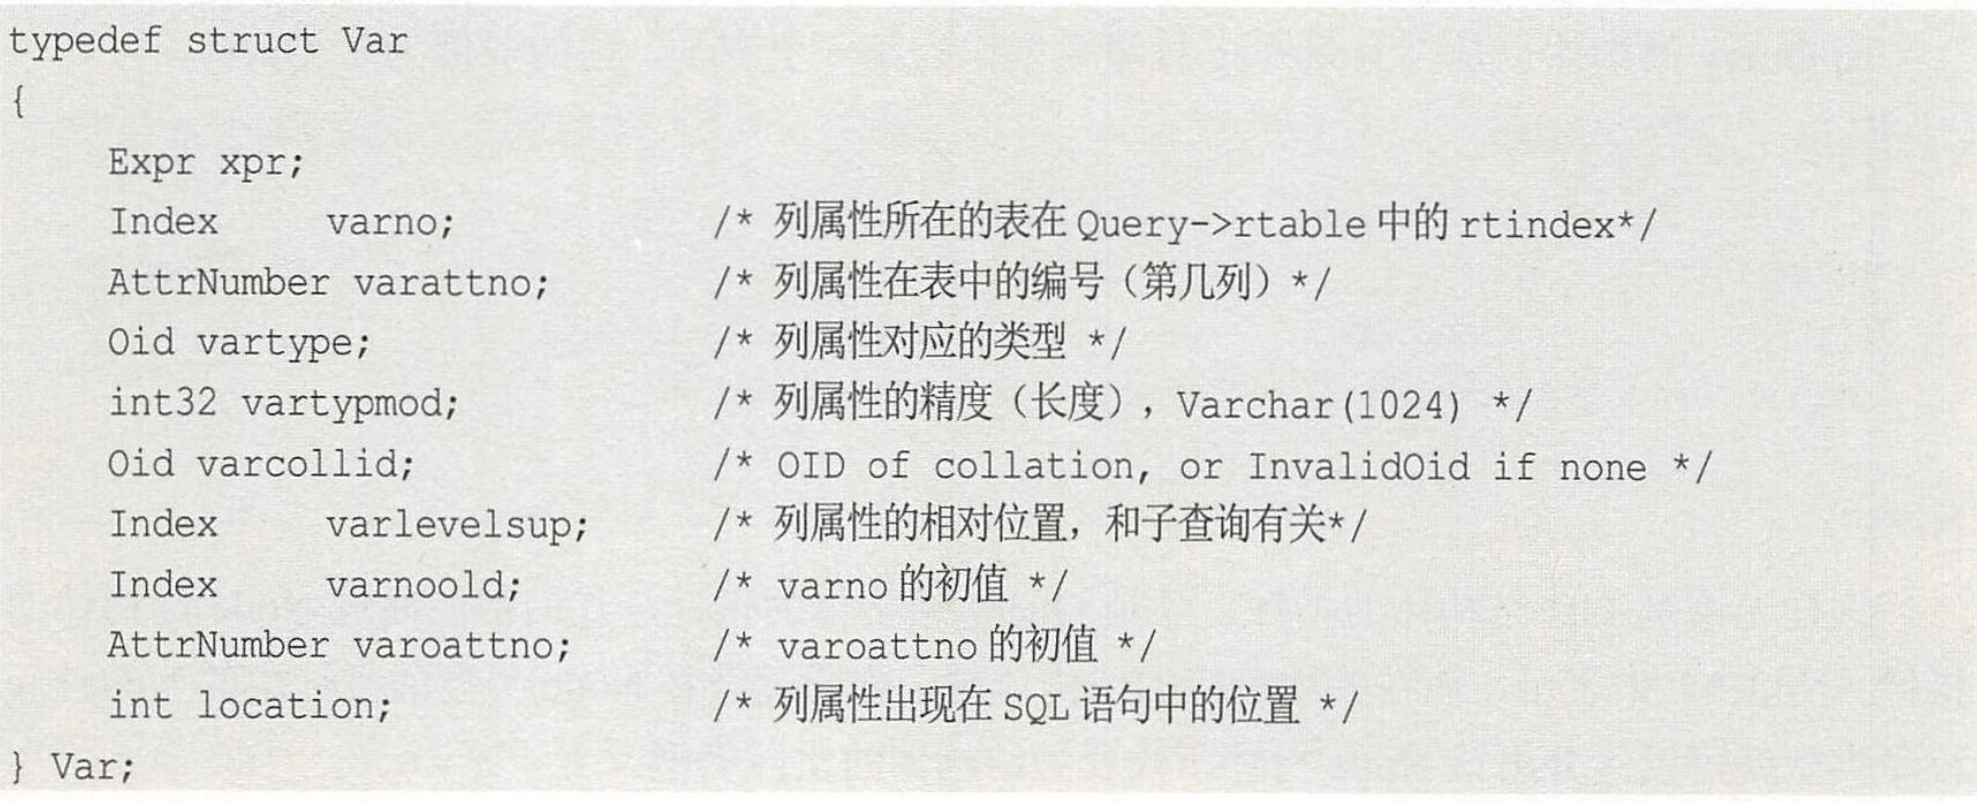 typedef struct Var
{
    Expr xpr;
    Index     varno;          /* 列属性所在的表在 Query->rtable 中的 rtindex*/
    AttrNumber varattno;      /* 列属性在表中的编号（第几列）*/
    Oid vartype;              /* 列属性对应的类型 */
    int32 vartypmod;          /* 列属性的精度（长度），Varchar(1024) */
    Oid varcollid;            /* OID of collation, or InvalidOid if none */
    Index     varlevelsup;    /* 列属性的相对位置，和子查询有关*/
    Index     varnoold;       /* varno 的初值 */
    AttrNumber varoattno;     /* varoattno 的初值 */
    int location;             /* 列属性出现在 SQL 语句中的位置 */
} Var;